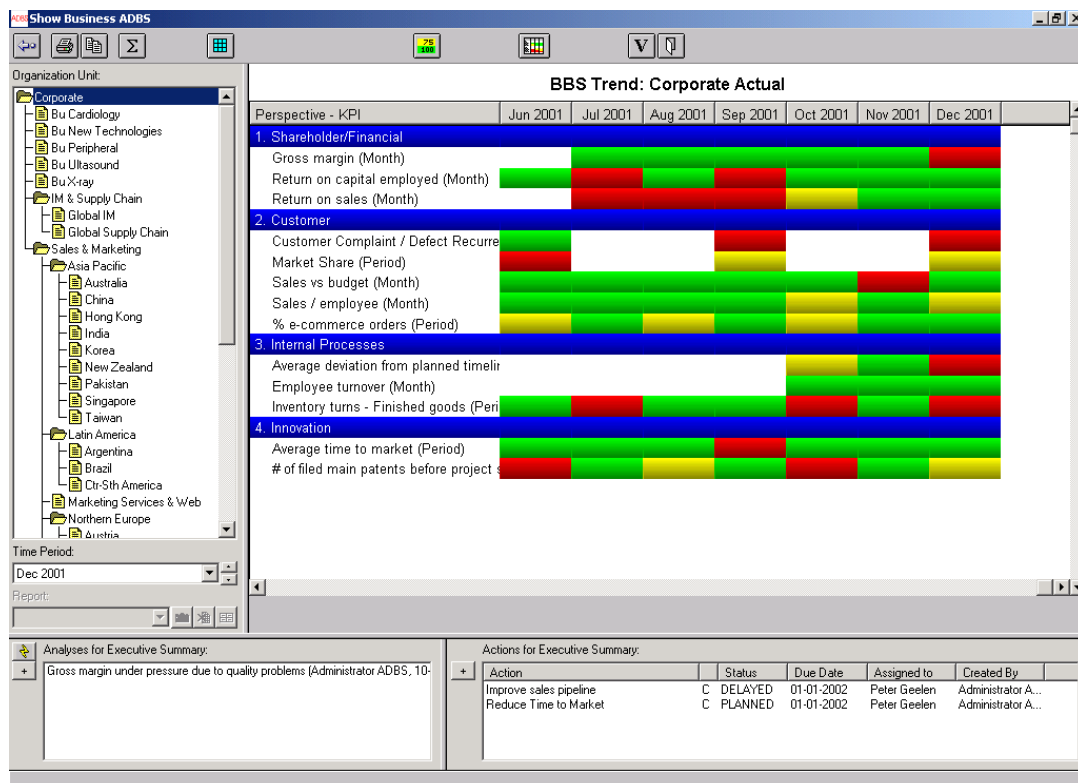 ADBS Show Business ADBS
75
100
Σ
V
Organization Unit:
Corporate
Bu Cardiology
Bu New Technologies
Bu Peripheral
Bu Ultasound
Bu X-ray
IM & Supply Chain
Global IM
Global Supply Chain
Sales & Marketing
Asia Pacific
Australia
China
Hong Kong
India
Korea
New Zealand
Pakistan
Singapore
Taiwan
Latin America
Argentina
Brazil
Ctr-Sth America
Marketing Services & Web
Northern Europe
Austria
Time Period:
Dec 2001
Report:
BBS Trend: Corporate Actual
Perspective - KPI Jun 2001 Jul 2001 Aug 2001 Sep 2001 Oct 2001 Nov 2001 Dec 2001
1. Shareholder/Financial
Gross margin (Month)
Return on capital employed (Month)
Return on sales (Month)
2. Customer
Customer Complaint / Defect Recurre
Market Share (Period)
Sales vs budget (Month)
Sales / employee (Month)
% e-commerce orders (Period)
3. Internal Processes
Average deviation from planned timelin
Employee turnover (Month)
Inventory turns - Finished goods (Peri
4. Innovation
Average time to market (Period)
# of filed main patents before project s
Analyses for Executive Summary:
+
Gross margin under pressure due to quality problems (Administrator ADBS, 10-
Actions for Executive Summary:
+
Action Status Due Date Assigned to Created By
Improve sales pipeline C DELAYED 01-01-2002 Peter Geelen Administrator A...
Reduce Time to Market C PLANNED 01-01-2002 Peter Geelen Administrator A...